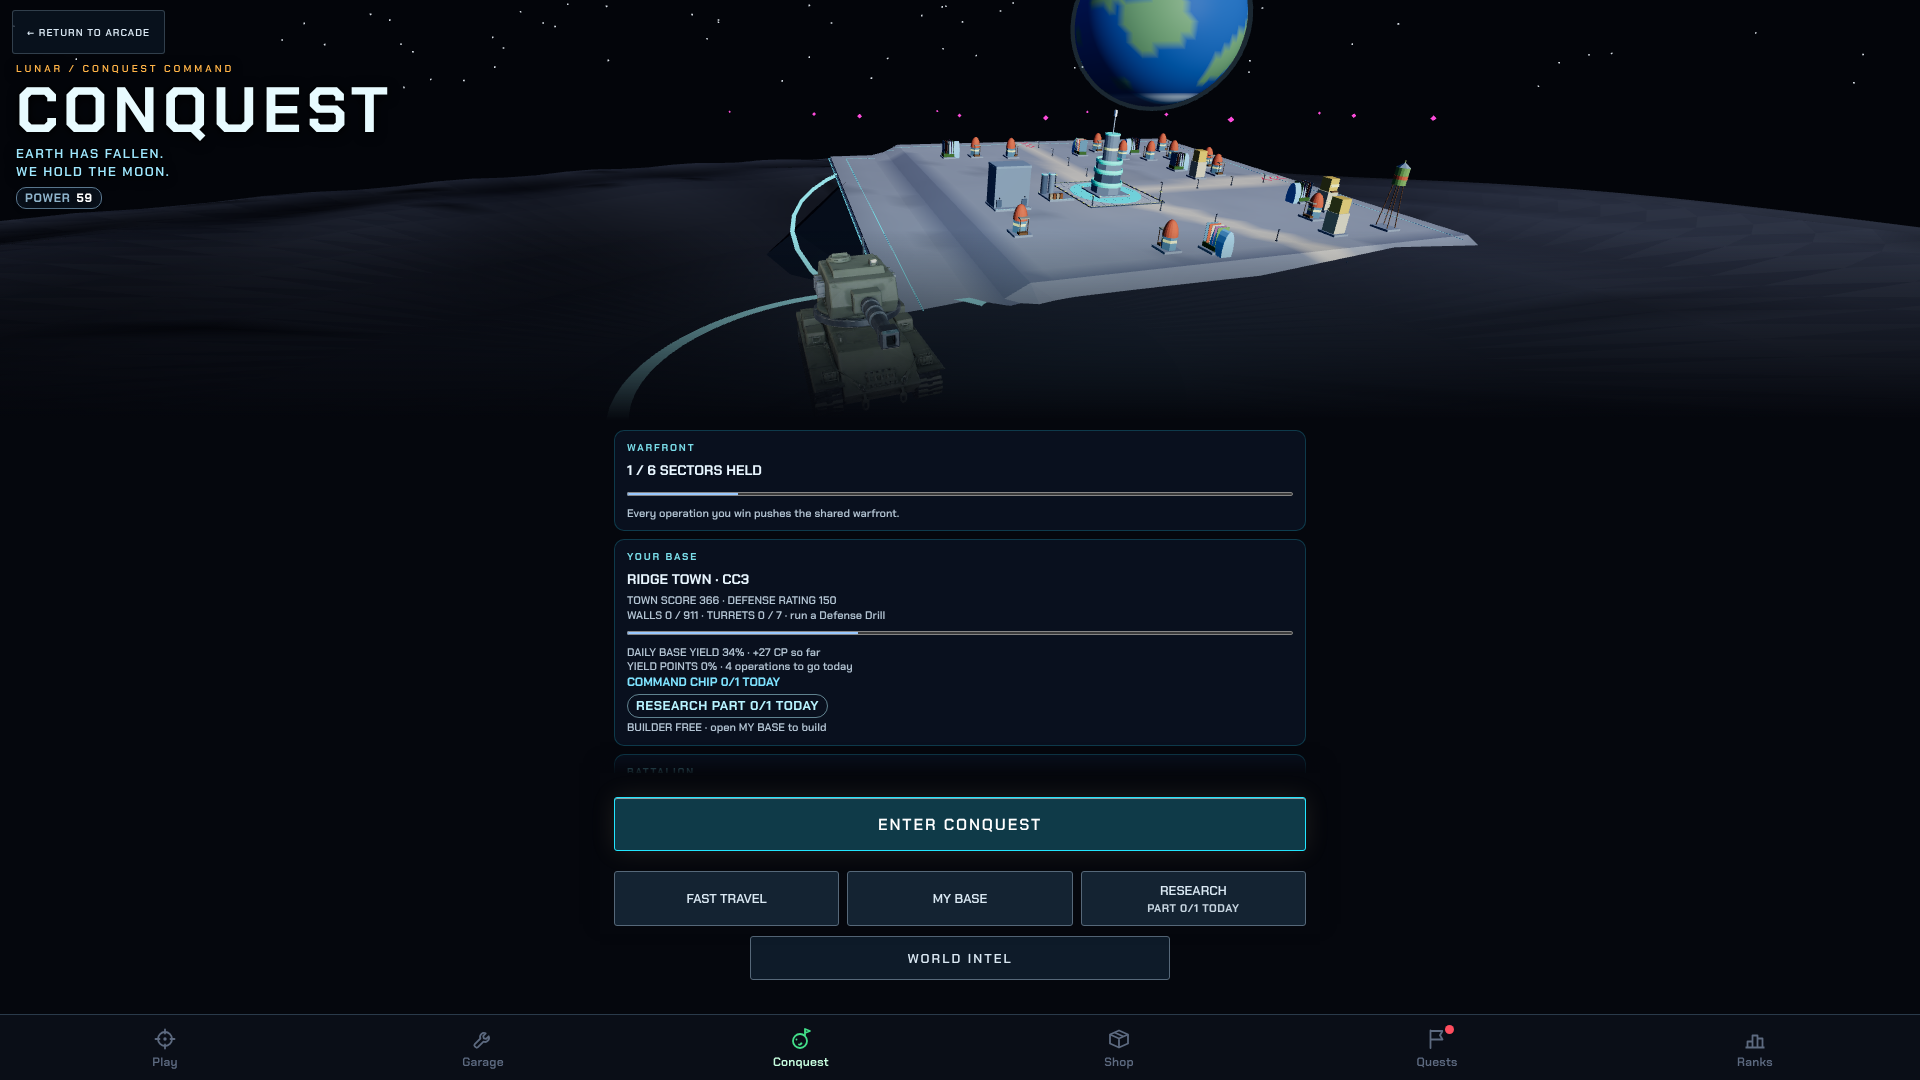 ← RETURN TO ARCADE
LUNAR / CONQUEST COMMAND
CONQUEST
EARTH HAS FALLEN.
WE HOLD THE MOON.
POWER 59
WARFRONT
1 / 6 SECTORS HELD
Every operation you win pushes the shared warfront.
YOUR BASE
RIDGE TOWN · CC3
TOWN SCORE 366 · DEFENSE RATING 150
WALLS 0 / 911 · TURRETS 0 / 7 · run a Defense Drill
DAILY BASE YIELD 34% · +27 CP so far
YIELD POINTS 0% · 4 operations to go today
COMMAND CHIP 0/1 TODAY
RESEARCH PART 0/1 TODAY
BUILDER FREE · open MY BASE to build
BATTALION
ENTER CONQUEST
FAST TRAVEL
MY BASE
RESEARCH
PART 0/1 TODAY
WORLD INTEL
Play
Garage
Conquest
Shop
Quests
Ranks